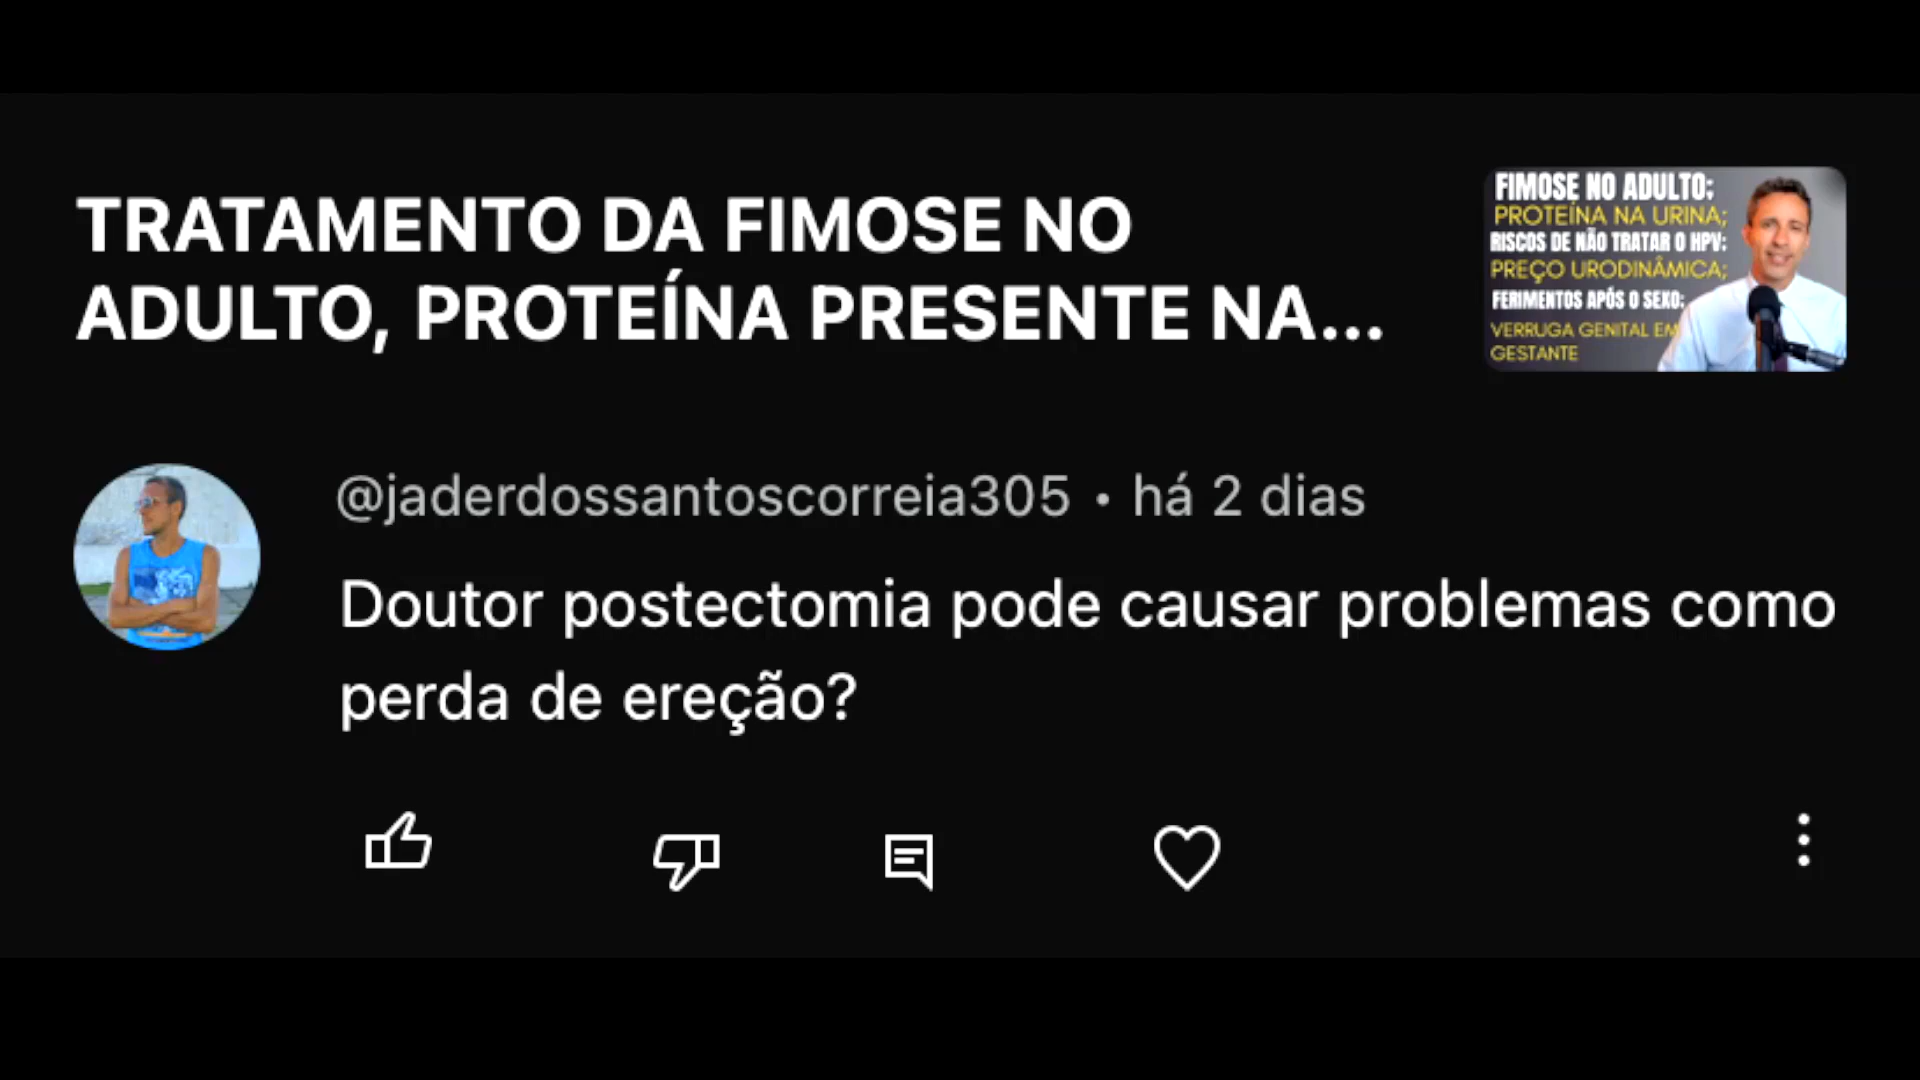 TRATAMENTO DA FIMOSE NO
ADULTO, PROTEÍNA PRESENTE NA...
FIMOSE NO ADULTO;
PROTEÍNA NA URINA;
RISCOS DE NÃO TRATAR O HPV;
PREÇO URODINÂMICA;
FERIMENTOS APÓS O SEXO;
VERRUGA GENITAL EM
GESTANTE
@jaderdossantoscorreia305 • há 2 dias
Doutor postectomia pode causar problemas como
perda de ereção?